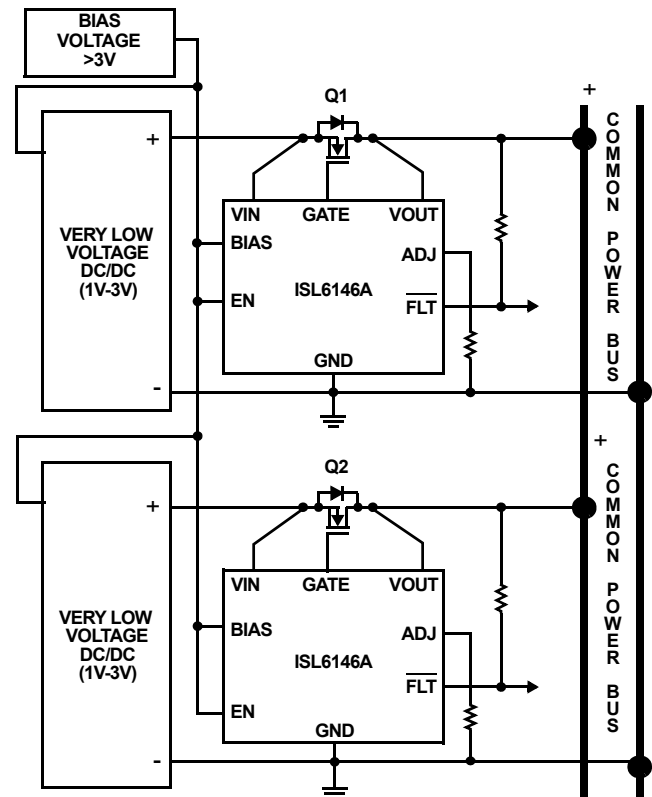 BIAS
VOLTAGE
>3V
Q1
+
COMMON POWER BUS
+
VERY LOW
VOLTAGE
DC/DC
(1V-3V)
-
VIN
GATE
VOUT
BIAS
ADJ
EN
ISL6146A
FLT
GND
+
COMMON POWER BUS
Q2
+
VERY LOW
VOLTAGE
DC/DC
(1V-3V)
-
VIN
GATE
VOUT
BIAS
ADJ
ISL6146A
FLT
EN
GND